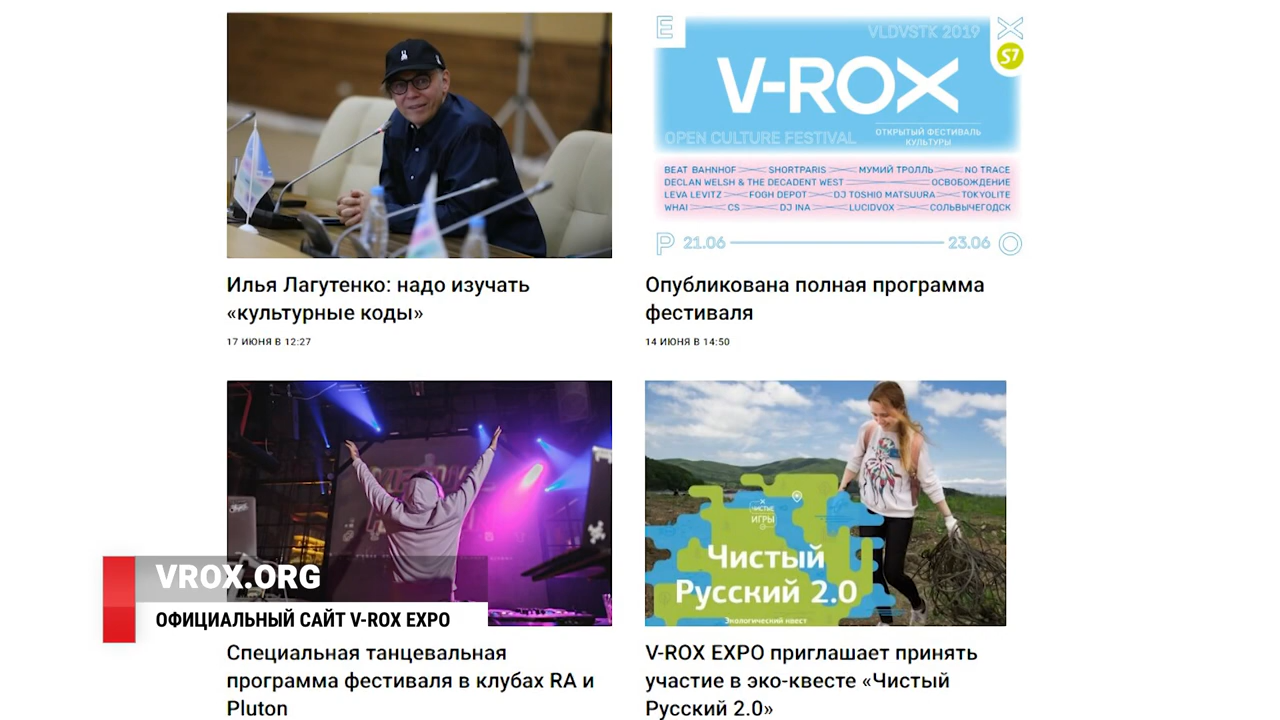 E
VLDVSTK 2019
X
S7
V-ROX
OPEN CULTURE FESTIVAL
ОТКРЫТЫЙ ФЕСТИВАЛЬ
КУЛЬТУРЫ
BEAT BAHNHOF SHORTPARIS МУМИЙ ТРОЛЛЬ NO TRACE
DECLAN WELSH & THE DECADENT WEST ОСВОБОЖДЕНИЕ
LEVA LEVITZ FOGH DEPOT DJ TOSHIO MATSUURA TOKYOLITE
WHAI CS DJ INA LUCIDVOX СОЛЬВЫЧЕГОДСК
P 21.06 23.06 O
Илья Лагутенко: надо изучать
«культурные коды»
17 ИЮНЯ В 12:27
Опубликована полная программа
фестиваля
14 ИЮНЯ В 14:50
ЧИСТЫЕ
ИГРЫ
Чистый
Русский 2.0
Экологический квест
VROX.ORG
ОФИЦИАЛЬНЫЙ САЙТ V-ROX EXPO
Специальная танцевальная
программа фестиваля в клубах RA и
Pluton
V-ROX EXPO приглашает принять
участие в эко-квесте «Чистый
Русский 2.0»